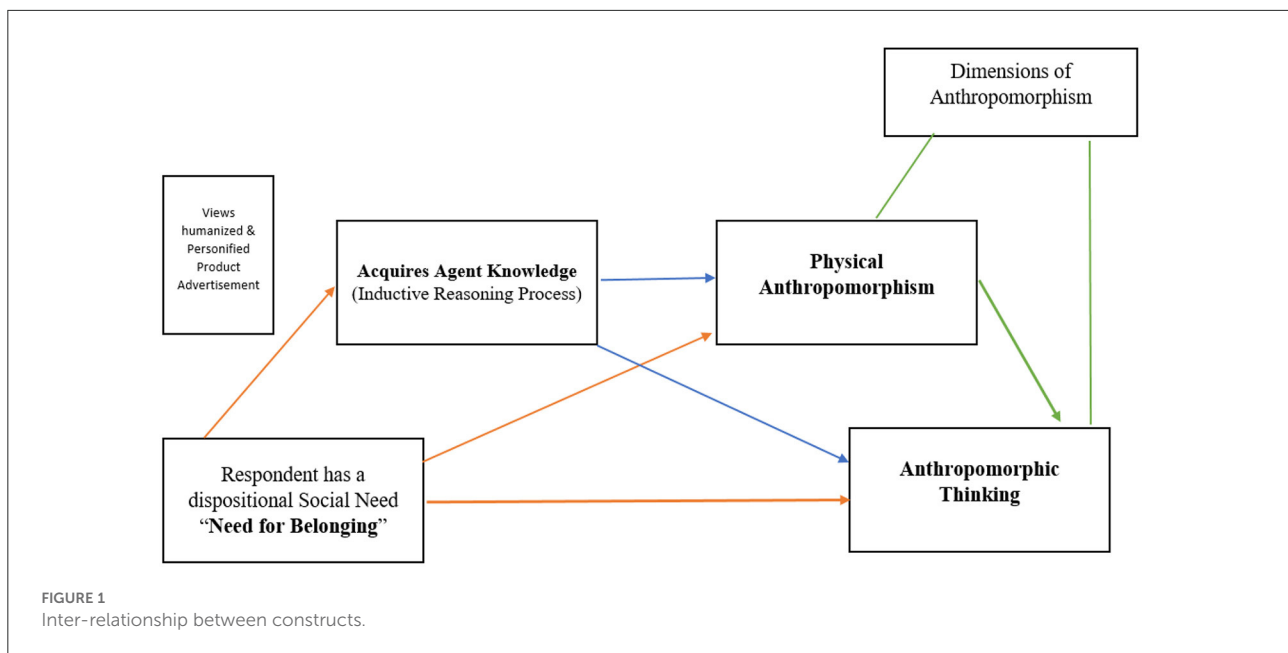 Dimensions of
Anthropomorphism
Views
humanized &
Personified
Product
Advertisement
Acquires Agent Knowledge
(Inductive Reasoning Process)
Physical
Anthropomorphism
Respondent has a
dispositional Social Need
“Need for Belonging”
Anthropomorphic
Thinking
FIGURE 1
Inter-relationship between constructs.